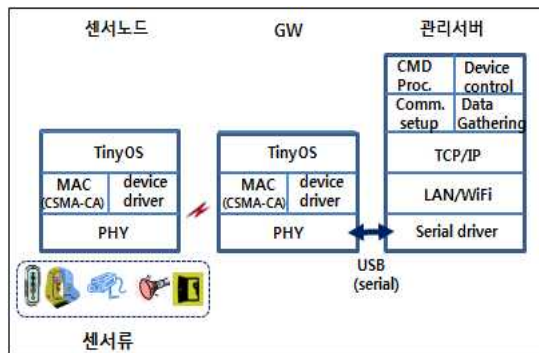 센서노드
GW
관리서버
CMD Proc.
Device control
Comm. setup
Data Gathering
TinyOS
TinyOS
TCP/IP
MAC (CSMA-CA)
device driver
MAC (CSMA-CA)
device driver
LAN/WiFi
PHY
PHY
Serial driver
USB
(serial)
센서류